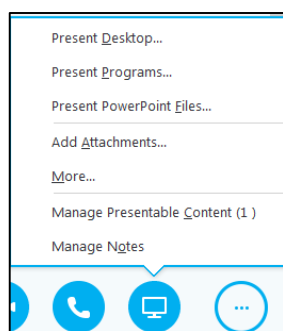 Present Desktop...
Present Programs...
Present PowerPoint Files...
Add Attachments...
More...
Manage Presentable Content (1 )
Manage Notes